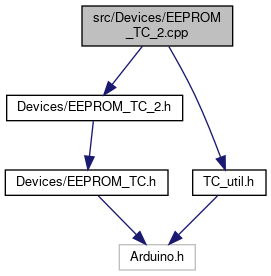 src/Devices/EEPROM
_TC_2.cpp
Devices/EEPROM_TC_2.h
Devices/EEPROM_TC.h
TC_util.h
Arduino.h